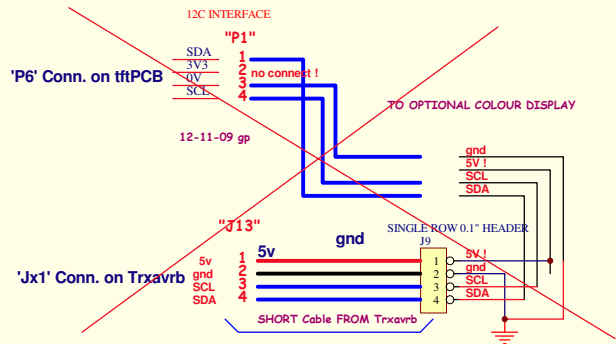 12C INTERFACE
"P1"
SDA 1
3V3 2 no connect !
0V 3
SCL 4
'P6' Conn. on tftPCB
TO OPTIONAL COLOUR DISPLAY
12-11-09 gp
gnd
5V !
SCL
SDA
"J13"
gnd
SINGLE ROW 0.1" HEADER
J9
5v 1 5v 1 5V !
gnd 2 2 gnd
SCL 3 3 SCL
SDA 4 4 SDA
'Jx1' Conn. on Trxavrb
SHORT Cable FROM Trxavrb